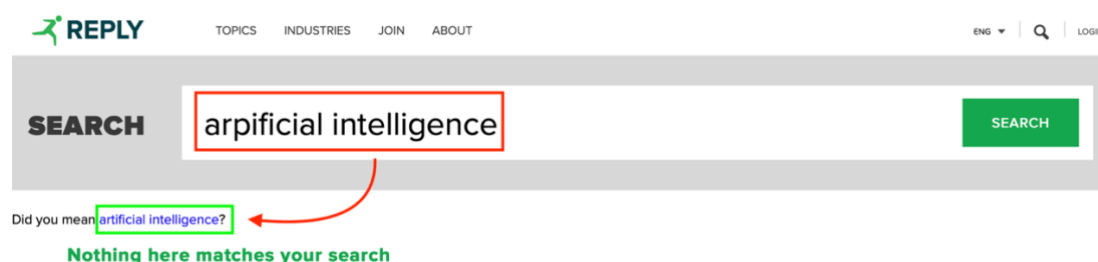 REPLY TOPICS INDUSTRIES JOIN ABOUT ENG LOGI
SEARCH arpificial intelligence SEARCH
Did you mean artificial intelligence?
Nothing here matches your search